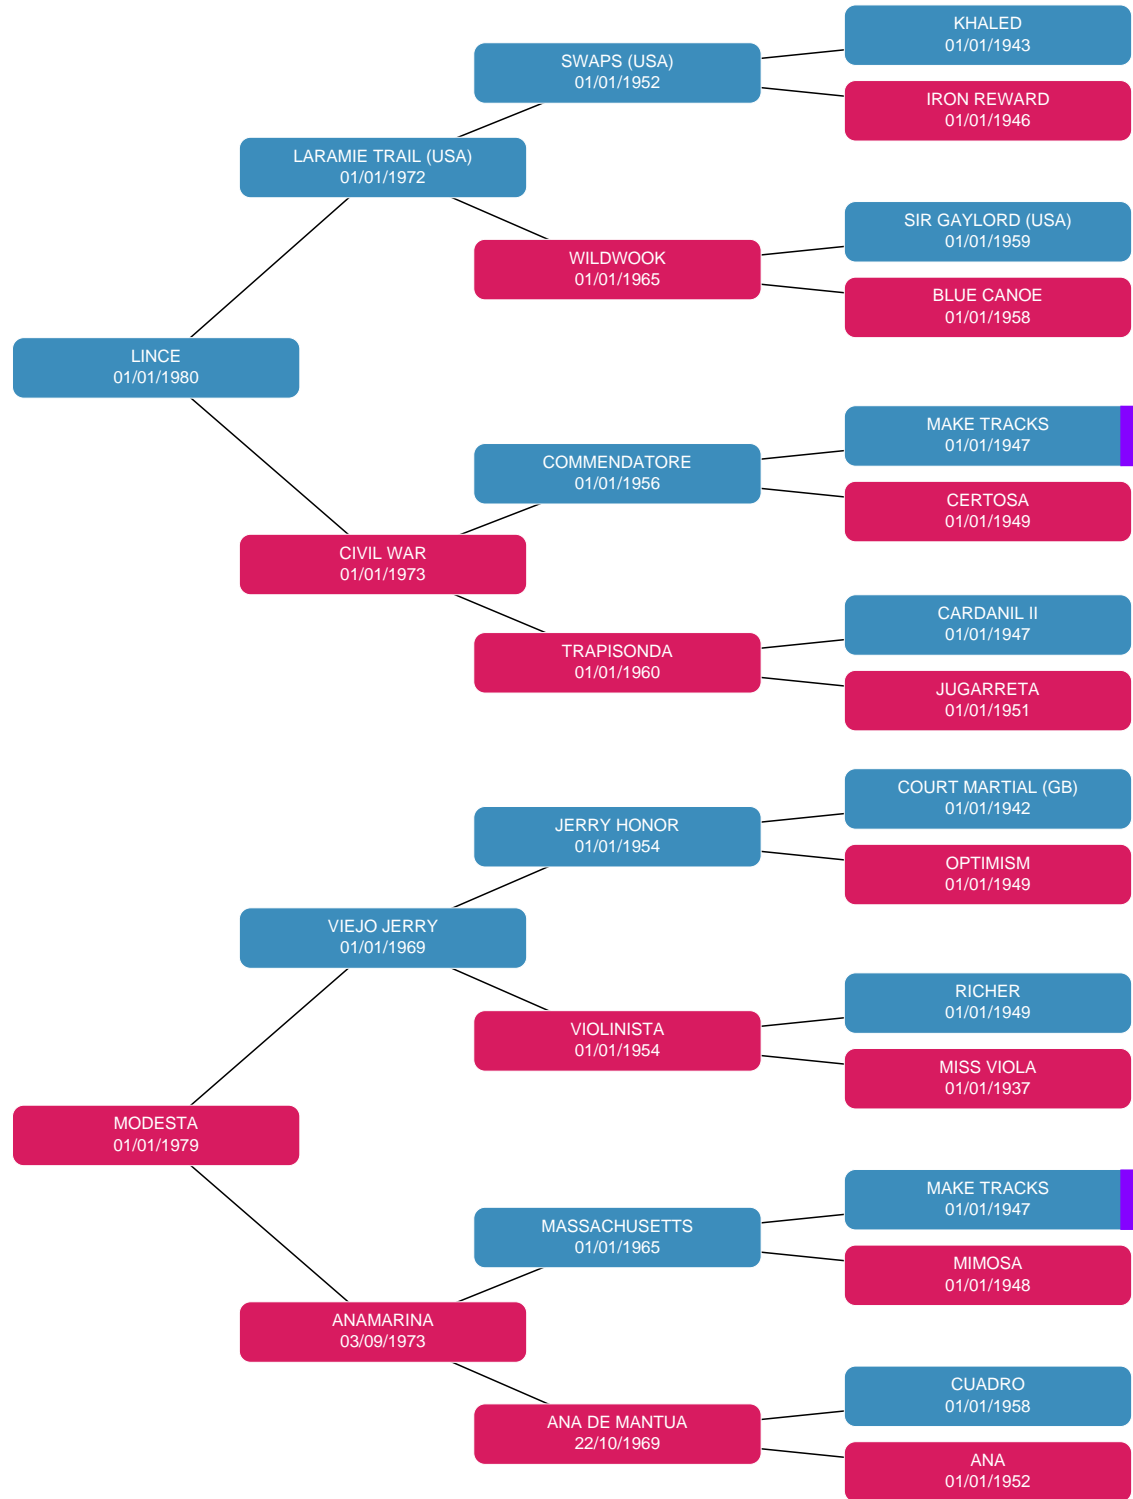 KHALED
01/01/1943
SWAPS (USA)
01/01/1952
IRON REWARD
01/01/1946
LARAMIE TRAIL (USA)
01/01/1972
SIR GAYLORD (USA)
01/01/1959
WILDWOOK
01/01/1965
BLUE CANOE
01/01/1958
LINCE
01/01/1980
MAKE TRACKS
01/01/1947
COMMENDATORE
01/01/1956
CERTOSA
01/01/1949
CIVIL WAR
01/01/1973
CARDANIL II
01/01/1947
TRAPISONDA
01/01/1960
JUGARRETA
01/01/1951
COURT MARTIAL (GB)
01/01/1942
JERRY HONOR
01/01/1954
OPTIMISM
01/01/1949
VIEJO JERRY
01/01/1969
RICHER
01/01/1949
VIOLINISTA
01/01/1954
MISS VIOLA
01/01/1937
MODESTA
01/01/1979
MAKE TRACKS
01/01/1947
MASSACHUSETTS
01/01/1965
MIMOSA
01/01/1948
ANAMARINA
03/09/1973
CUADRO
01/01/1958
ANA DE MANTUA
22/10/1969
ANA
01/01/1952